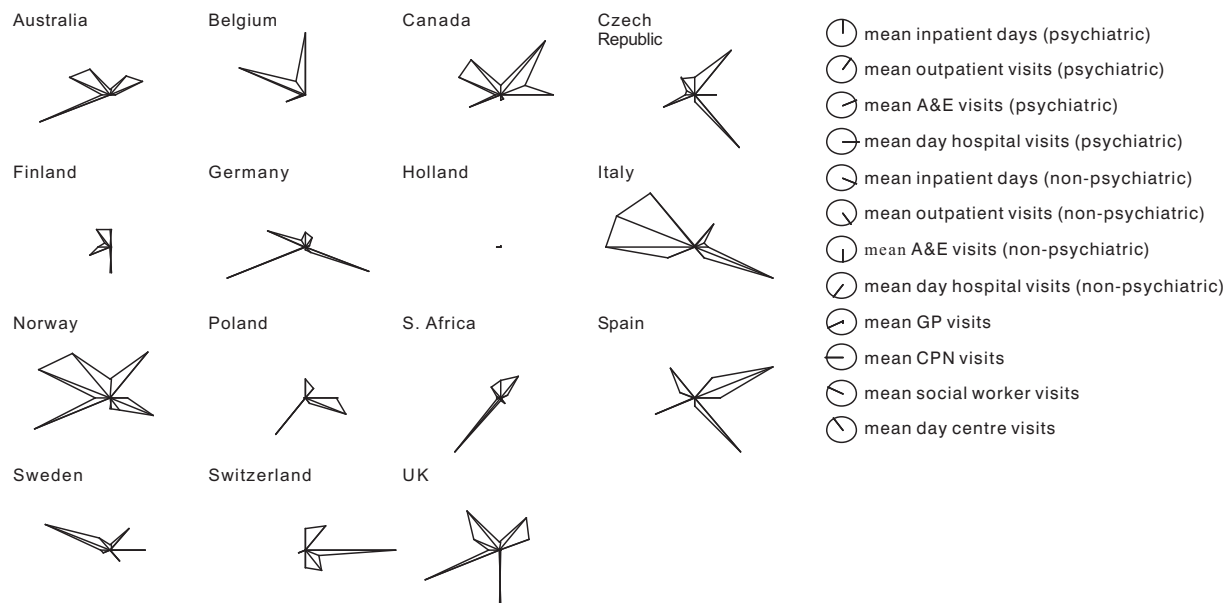 Australia
Belgium
Canada
Czech
Republic
Finland
Germany
Holland
Italy
Norway
Poland
S. Africa
Spain
Sweden
Switzerland
UK
mean inpatient days (psychiatric)
mean outpatient visits (psychiatric)
mean A&E visits (psychiatric)
mean day hospital visits (psychiatric)
mean inpatient days (non-psychiatric)
mean outpatient visits (non-psychiatric)
mean A&E visits (non-psychiatric)
mean day hospital visits (non-psychiatric)
mean GP visits
mean CPN visits
mean social worker visits
mean day centre visits